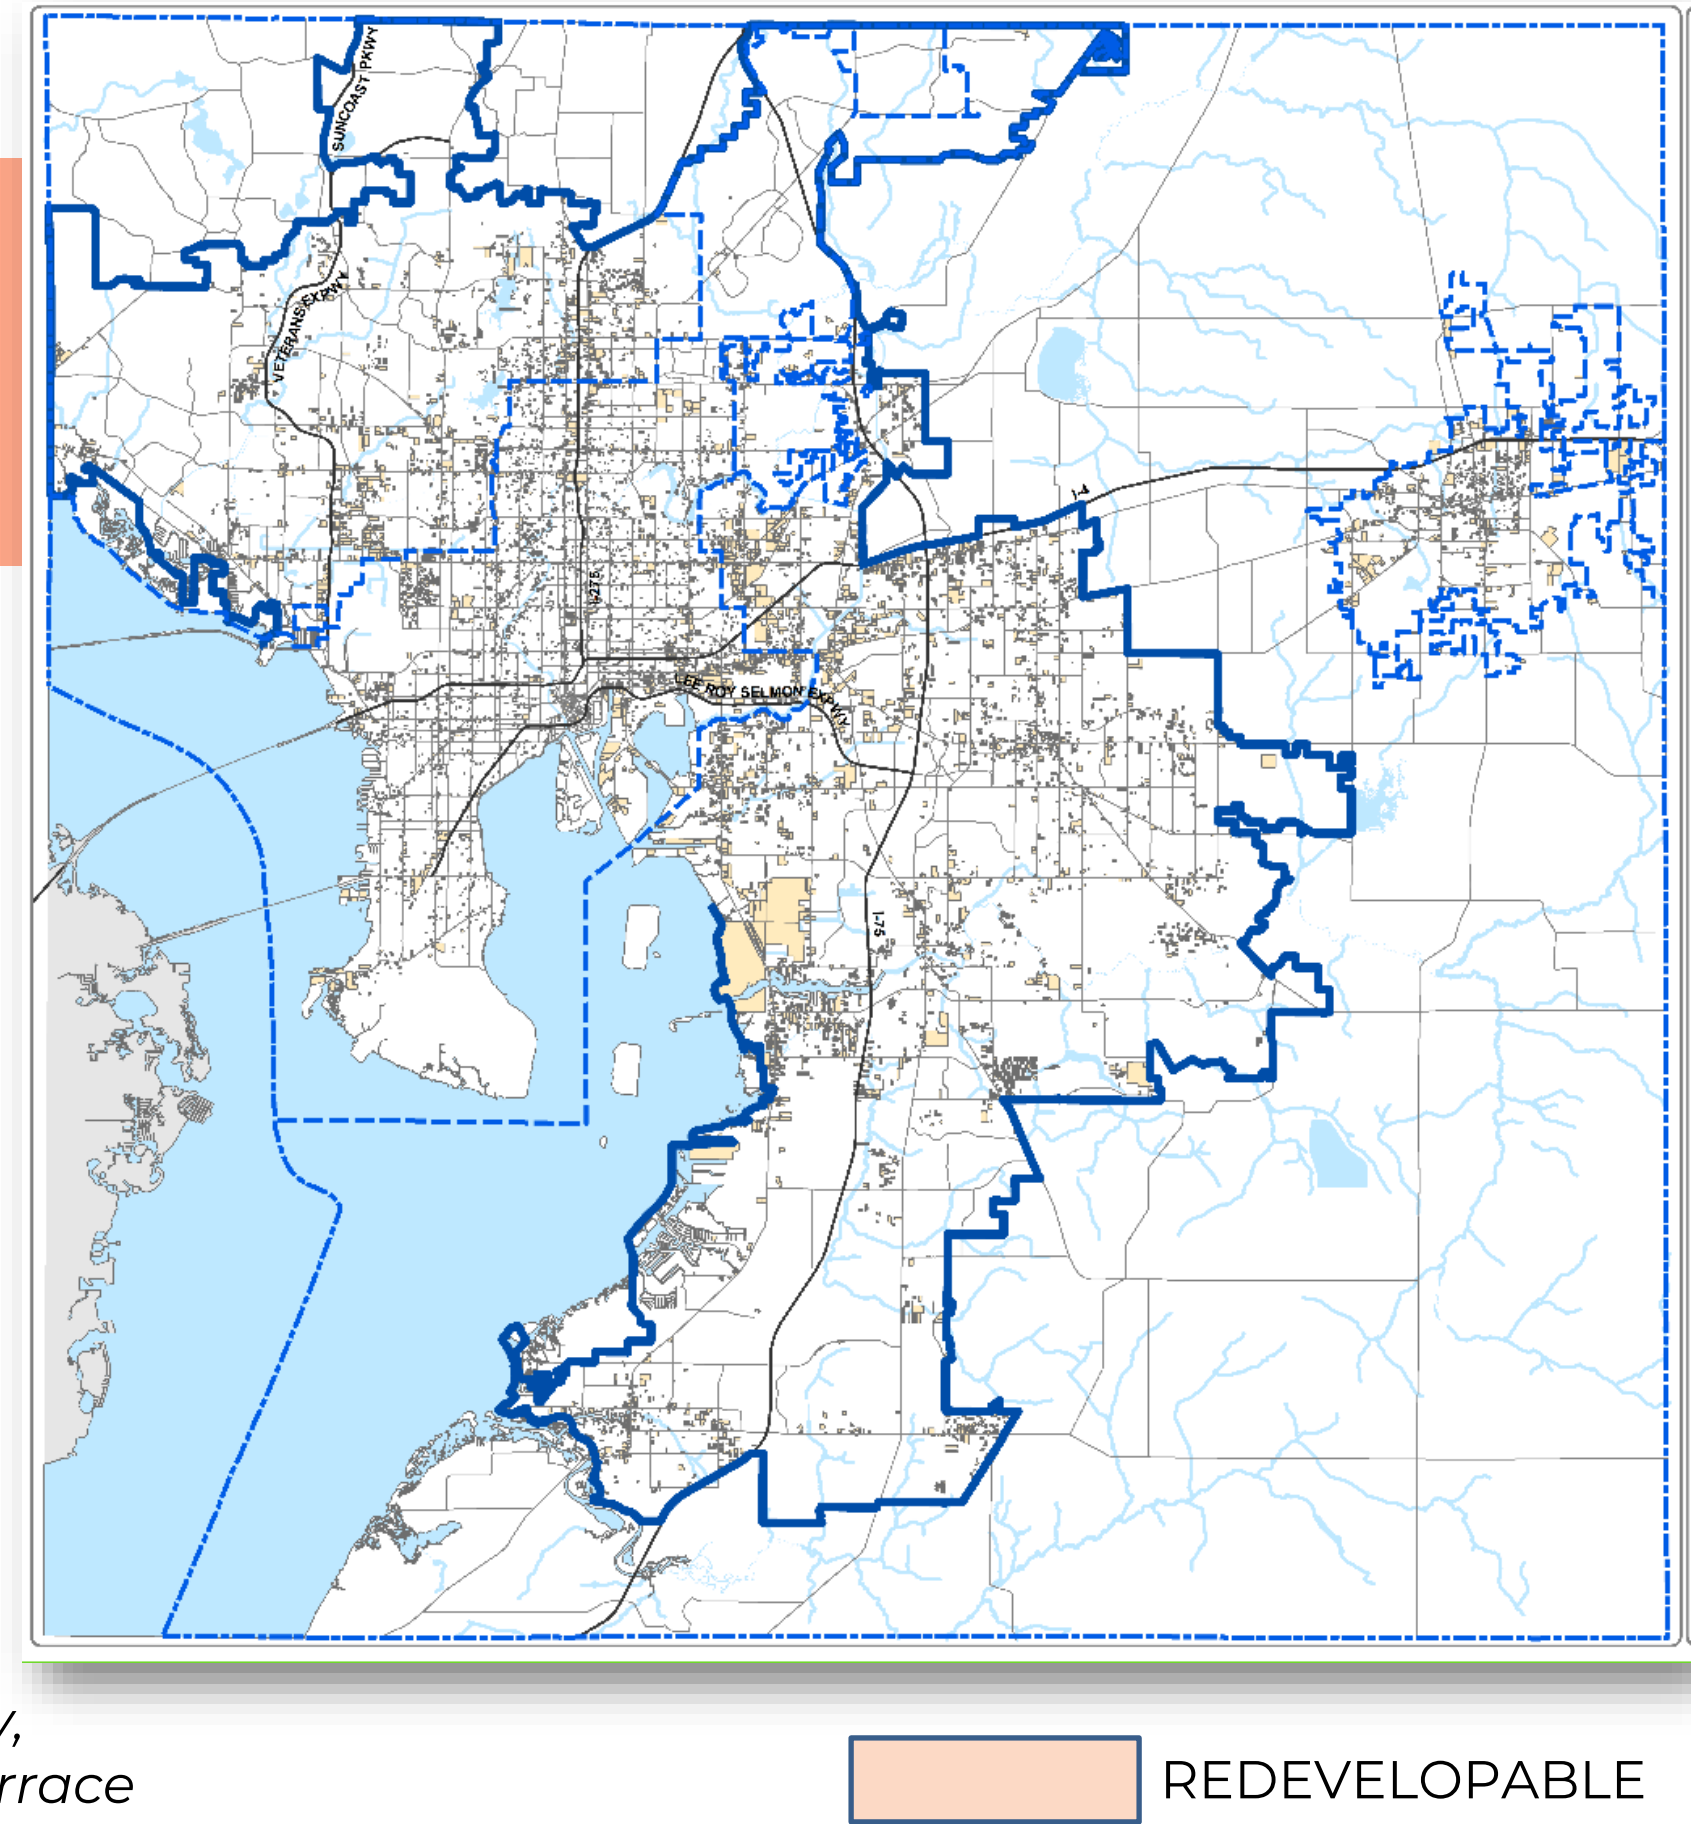 SUNCOAST PKWY
VETERANS EXPWY
I-4
I-275
LEE ROY SELMON EXPWY
I-75
y,
rrace
REDEVELOPABLE